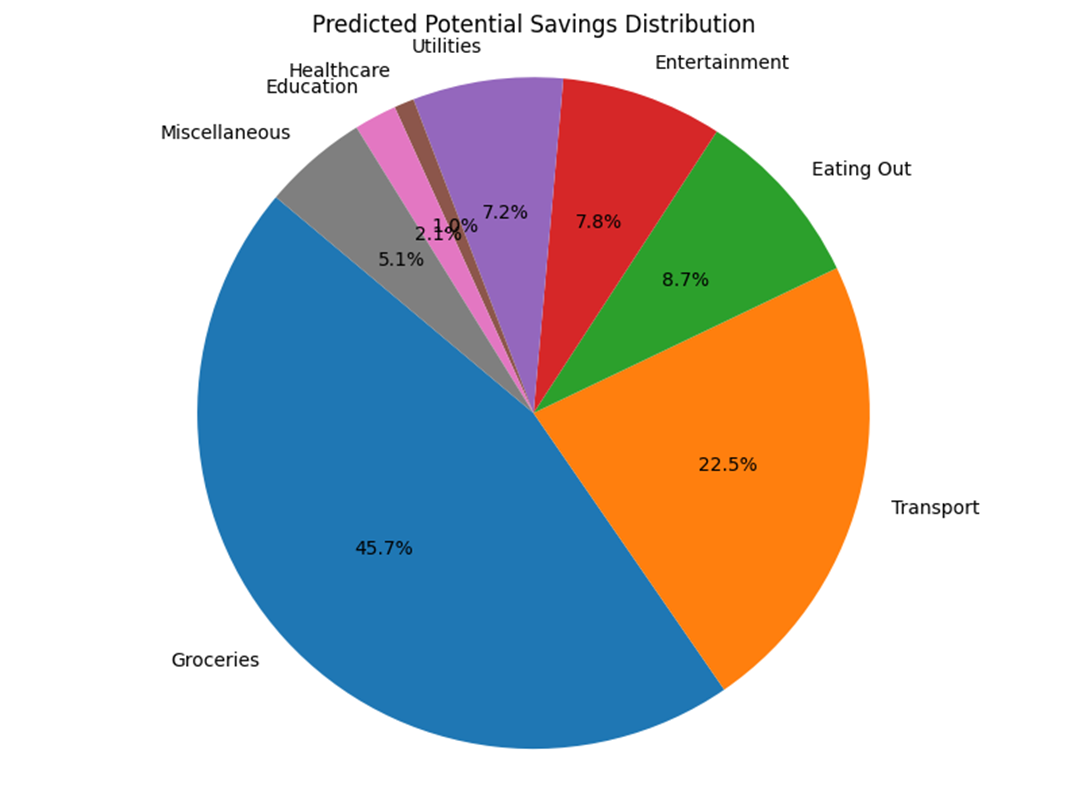 Predicted Potential Savings Distribution
Utilities
Entertainment
Healthcare
Education
Miscellaneous
Eating Out
7.2%
7.8%
1.0%
2.1%
5.1%
8.7%
22.5%
Transport
45.7%
Groceries